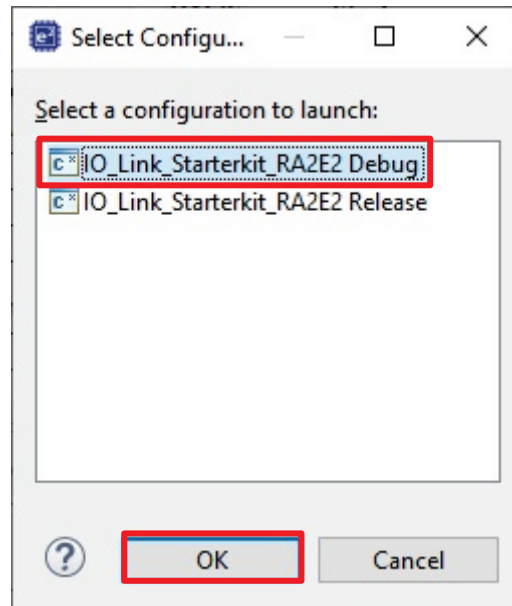 Select Configu...
Select a configuration to launch:
IO_Link_Starterkit_RA2E2 Debug
IO_Link_Starterkit_RA2E2 Release
?
OK
Cancel